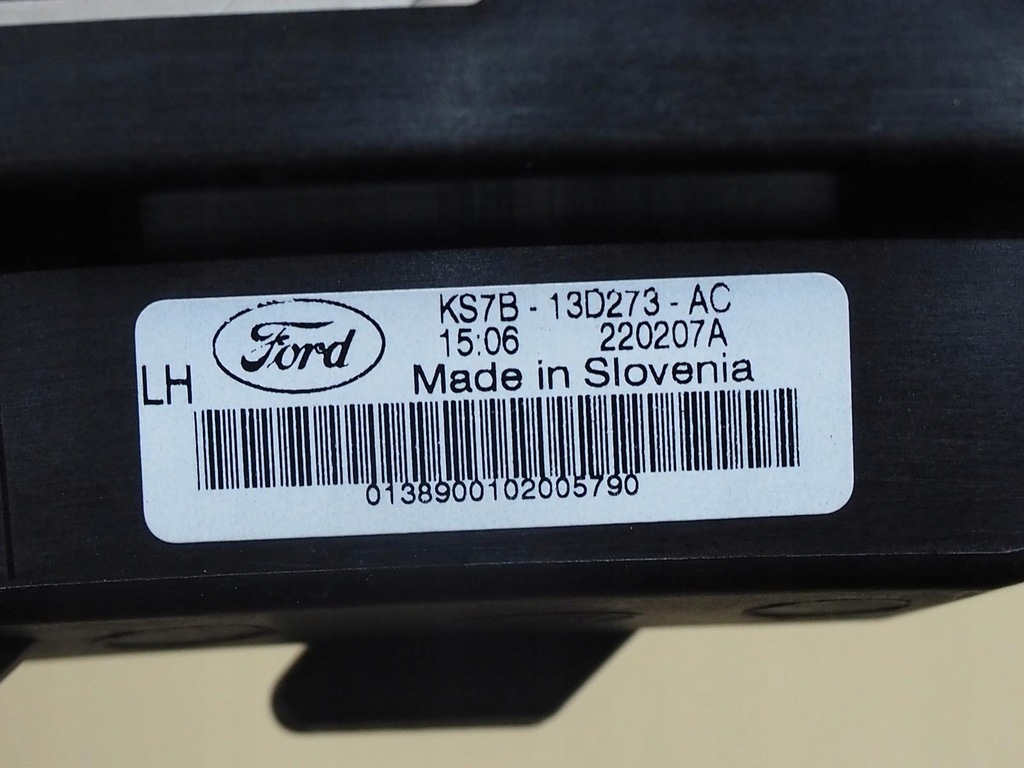 Ford
KS7B - 13D273 - AC
15:06 220207A
Made in Slovenia
LH
0138900102005790